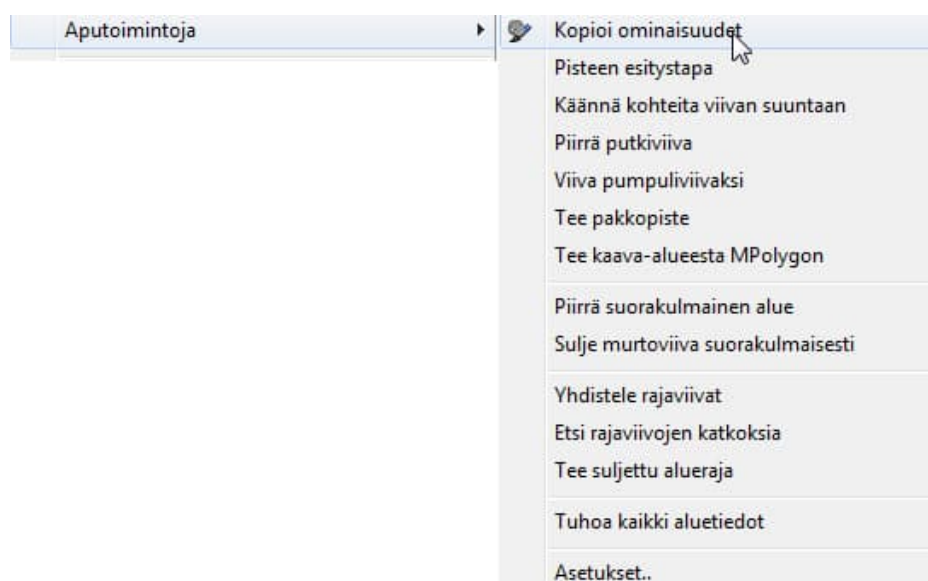 Aputoimintoja
Kopioi ominaisuudet
Pisteen esitystapa
Käännä kohteita viivan suuntaan
Piirrä putkiviiva
Viiva pumpuliviivaksi
Tee pakkopiste
Tee kaava-alueesta MPolygon
Piirrä suorakulmainen alue
Sulje murtoviiva suorakulmaisesti
Yhdistele rajaviivat
Etsi rajaviivojen katkoksia
Tee suljettu alueraja
Tuhoa kaikki aluetiedot
Asetukset..